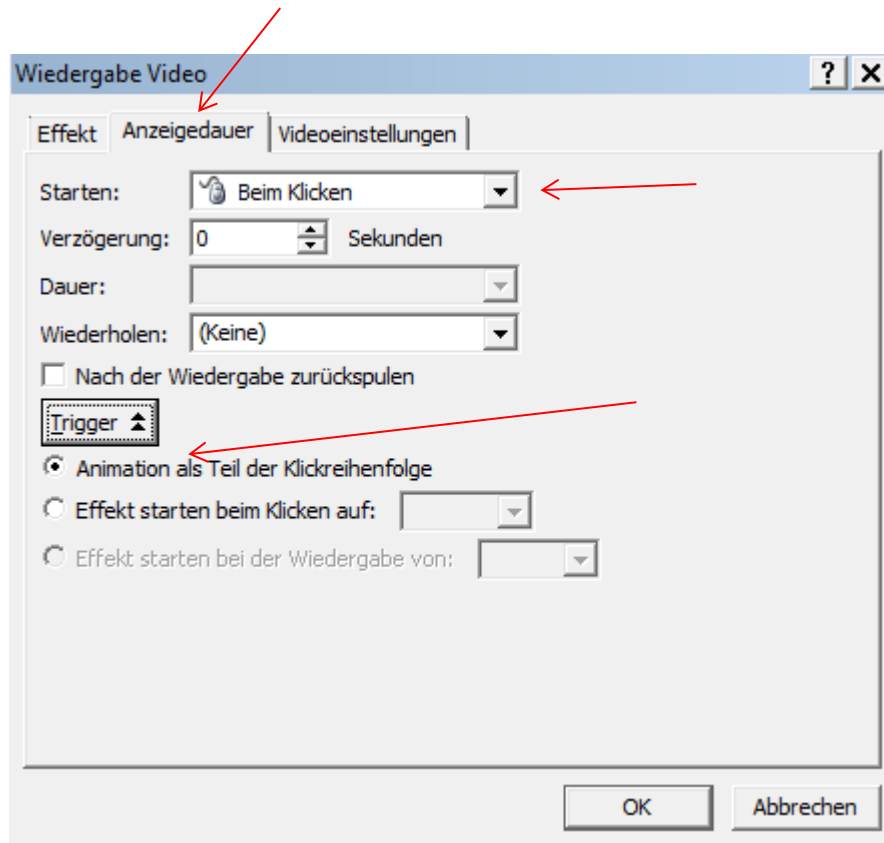 Wiedergabe Video
Effekt Anzeigedauer Videoeinstellungen
Starten: Beim Klicken
Verzögerung: 0 Sekunden
Dauer:
Wiederholen: (Keine)
Nach der Wiedergabe zurückspulen
Trigger
Animation als Teil der Klickreihenfolge
Effekt starten beim Klicken auf:
Effekt starten bei der Wiedergabe von:
OK Abbrechen